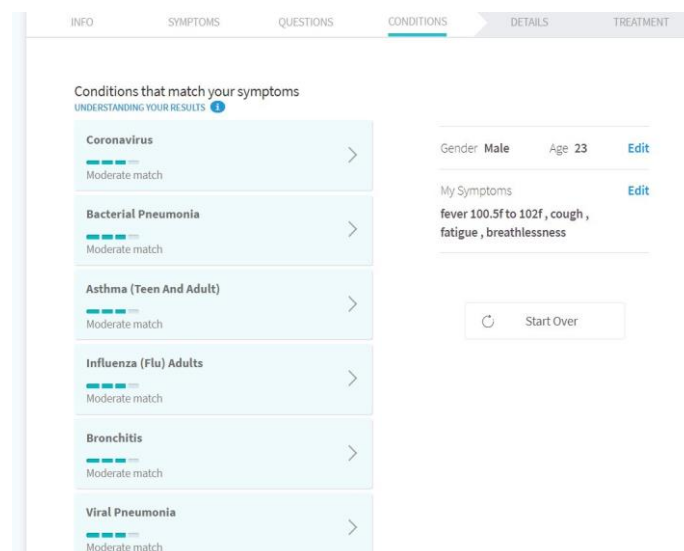 INFO SYMPTOMS QUESTIONS CONDITIONS DETAILS TREATMENT
Conditions that match your symptoms
UNDERSTANDING YOUR RESULTS i
Coronavirus
Moderate match
Bacterial Pneumonia
Moderate match
Asthma (Teen And Adult)
Moderate match
Influenza (Flu) Adults
Moderate match
Bronchitis
Moderate match
Viral Pneumonia
Moderate match
Gender Male Age 23 Edit
My Symptoms Edit
fever 100.5f to 102f , cough ,
fatigue , breathlessness
Start Over